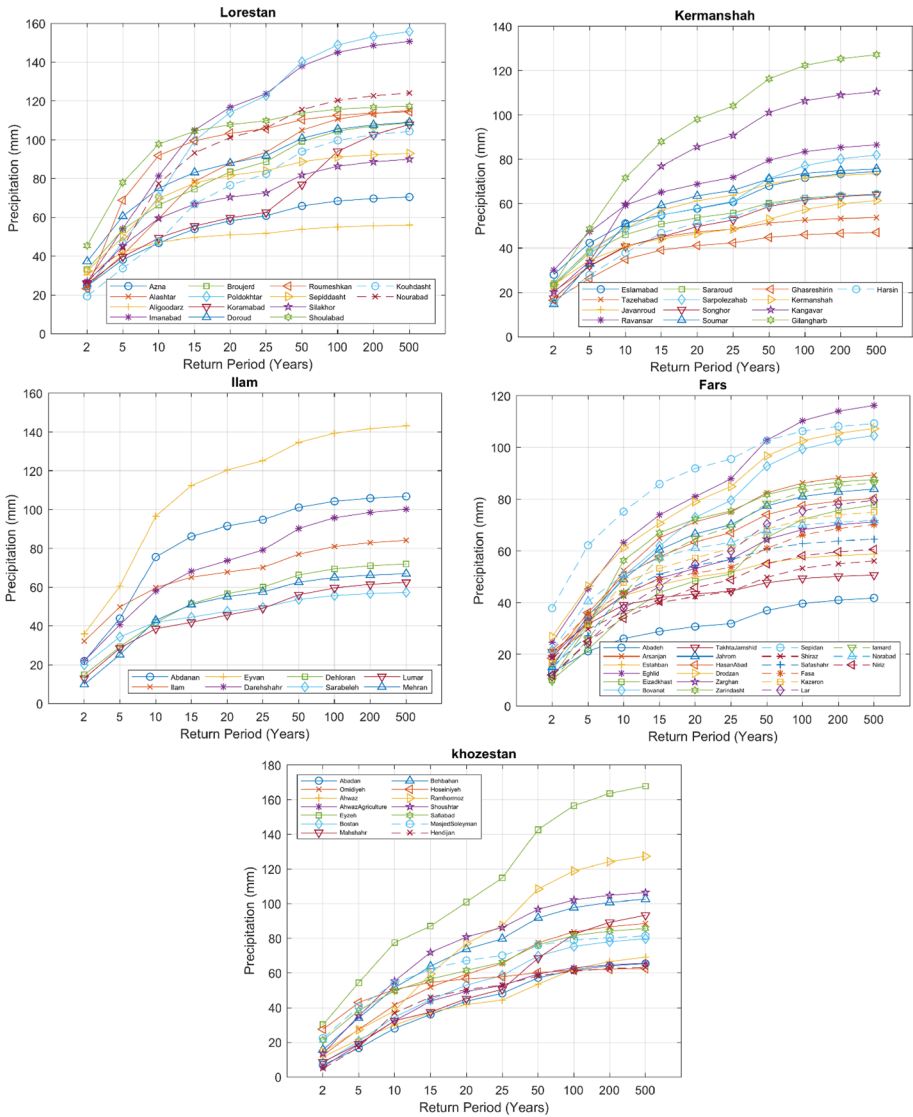 Lorestan
Precipitation (mm)
160
140
120
100
80
60
40
20
0
Azna
Alashtar
Aligoodarz
Imanabad
Broujerd
Poldokhtar
Koramabad
Doroud
Roumeshkan
Sepiddasht
Silakhor
Shoulabad
Kouhdasht
Nourabad
2 5 10 15 20 25 50 100 200 500
Return Period (Years)
Kermanshah
Precipitation (mm)
140
120
100
80
60
40
20
0
Eslamabad
Tazehabad
Javanroud
Ravansar
Sararoud
Sarpolezahab
Songhor
Soumar
Ghasreshirin
Kermanshah
Kangavar
Gilangharb
Harsin
2 5 10 15 20 25 50 100 200 500
Return Period (Years)
Ilam
Precipitation (mm)
160
140
120
100
80
60
40
20
0
Abdanan
Ilam
Eyvan
Darehshahr
Dehloran
Sarabeleh
Lumar
Mehran
2 5 10 15 20 25 50 100 200 500
Return Period (Years)
Fars
Precipitation (mm)
120
100
80
60
40
20
0
Abadeh
Arsanjan
Estahban
Eghlid
Eizadkhast
Bovanat
TakhtaJamshid
Jahrom
HasanAbad
Drodzan
Zarghan
Zarindasht
Sepidan
Shiraz
Safashahr
Fasa
Kazeron
Lar
lamard
Norabad
Niriz
2 5 10 15 20 25 50 100 200 500
Return Period (Years)
khozestan
Precipitation (mm)
180
160
140
120
100
80
60
40
20
0
Abadan
Omidiyeh
Ahwaz
AhwazAgriculture
Eyzeh
Bostan
Mahshahr
Behbahan
Hoseiniyeh
Ramhormoz
Shoushtar
Safiabad
MasjedSoleyman
Hendijan
2 5 10 15 20 25 50 100 200 500
Return Period (Years)